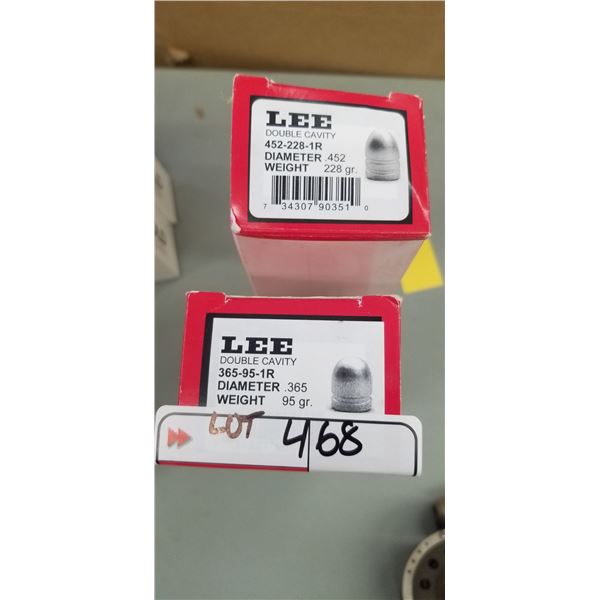 LEE
DOUBLE CAVITY
452-228-1R
DIAMETER .452
WEIGHT 228 gr.
7 34307 90351 0
LEE
DOUBLE CAVITY
365-95-1R
DIAMETER .365
WEIGHT 95 gr.
LOT 468